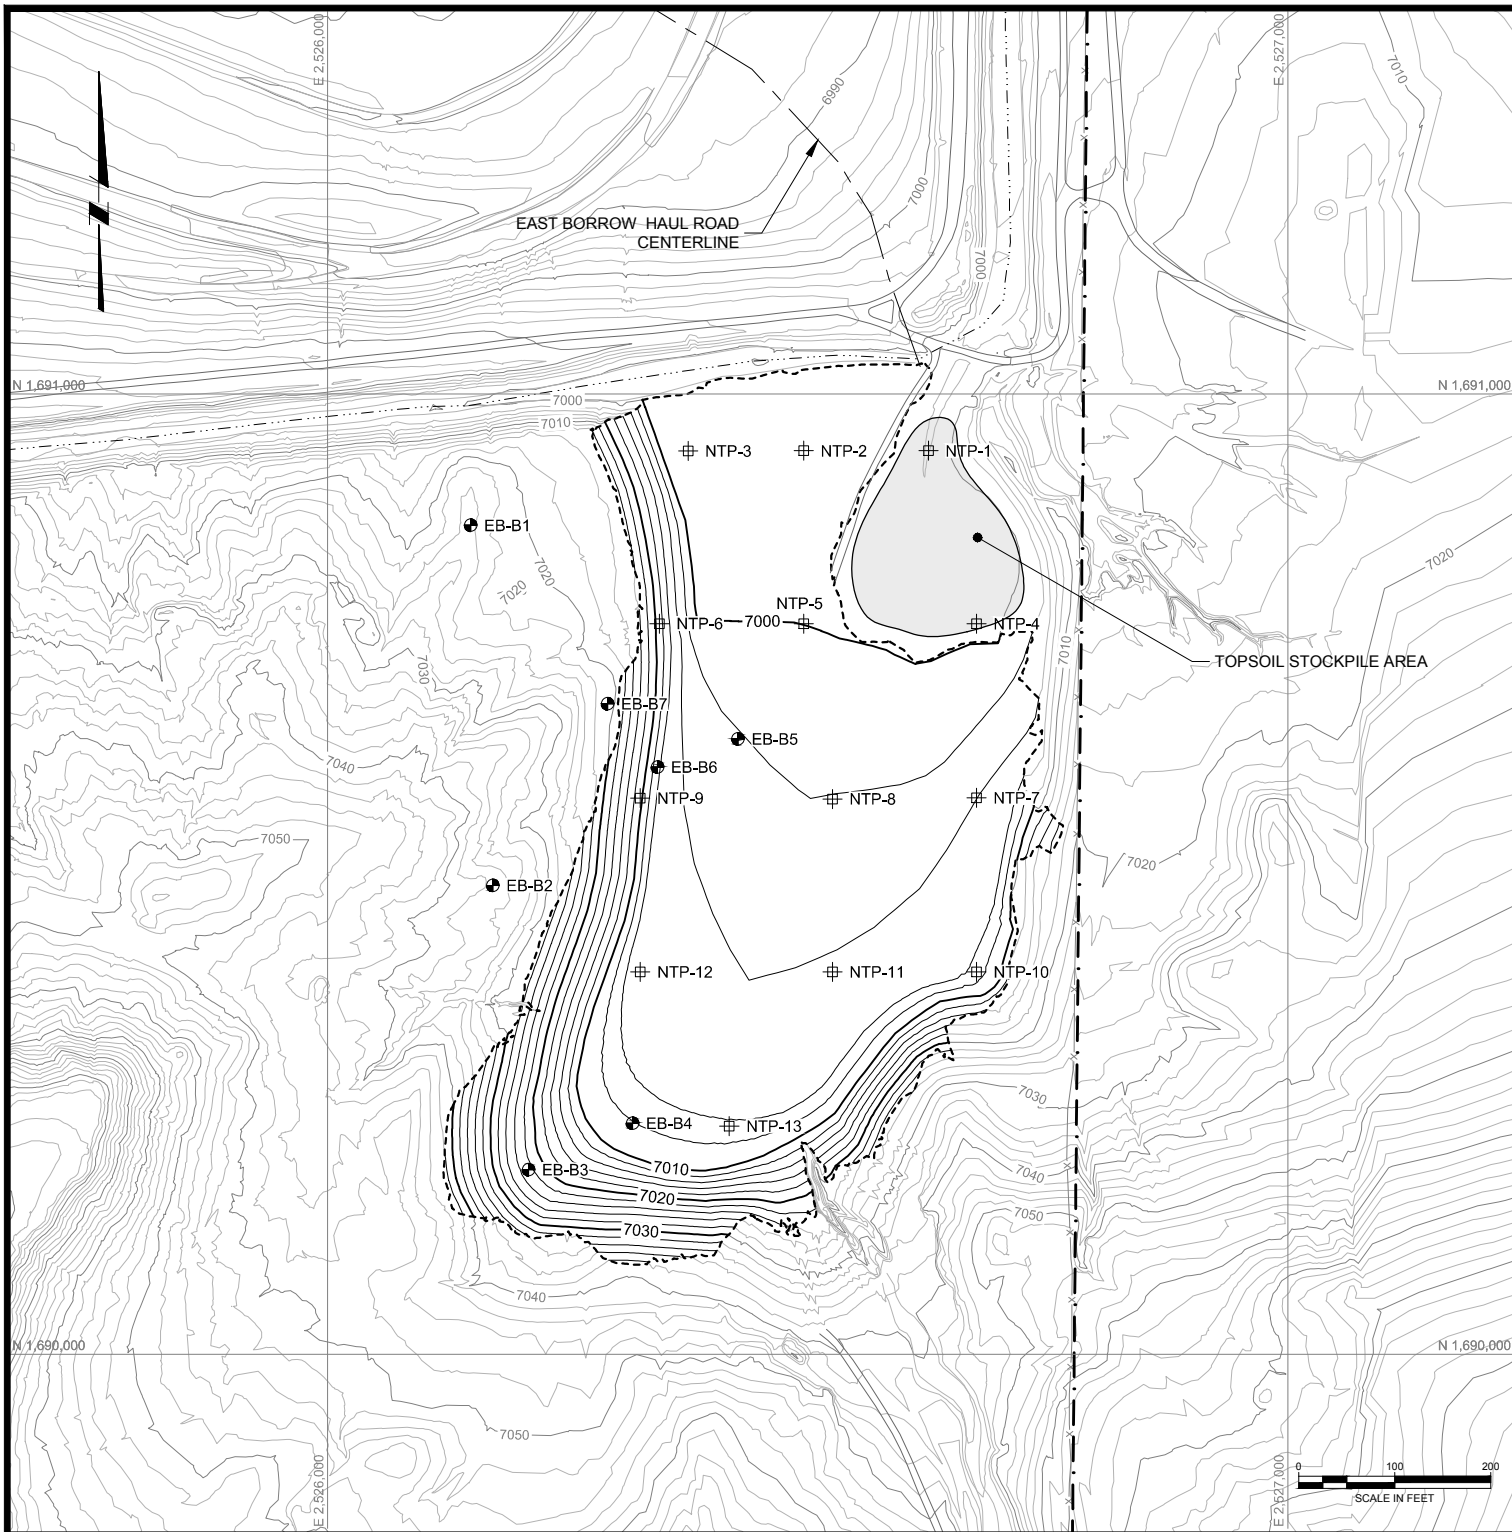 E 2,526,000
E 2,527,000
7010
6990
7000
EAST BORROW HAUL ROAD
CENTERLINE
7000
N 1,691,000
N 1,691,000
7000
7010
NTP-3
NTP-2
NTP-1
EB-B1
7020
7020
7020
NTP-5
NTP-6
7000
NTP-4
7010
7030
TOPSOIL STOCKPILE AREA
EB-B7
EB-B5
7040
EB-B6
NTP-9
NTP-8
NTP-7
7050
7020
EB-B2
NTP-12
NTP-11
NTP-10
7030
EB-B4
NTP-13
7010
EB-B3
7040
7020
7050
7030
7040
N 1,690,000
N 1,690,000
7050
E 2,526,000
E 2,527,000
0 100 200
SCALE IN FEET